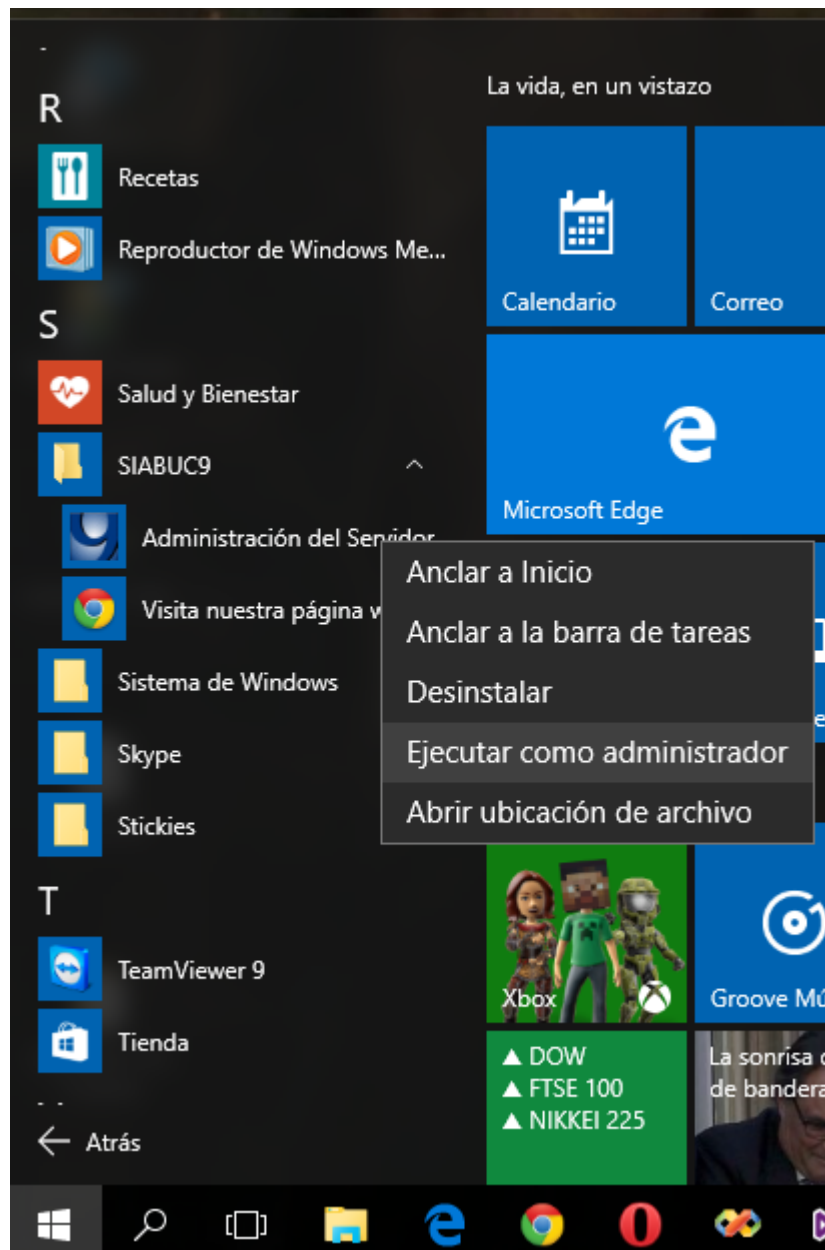 R
Recetas
Reproductor de Windows Me...
S
Salud y Bienestar
SIABUC9
Administración del Servidor
Visita nuestra página
Sistema de Windows
Skype
Stickies
T
TeamViewer 9
Tienda
Atrás
La vida, en un vistazo
Calendario
Correo
Microsoft Edge
Anclar a Inicio
Anclar a la barra de tareas
Desinstalar
Ejecutar como administrador
Abrir ubicación de archivo
Xbox
Groove Mú
▲ DOW
▲ FTSE 100
▲ NIKKEI 225
La sonrisa
de bandera